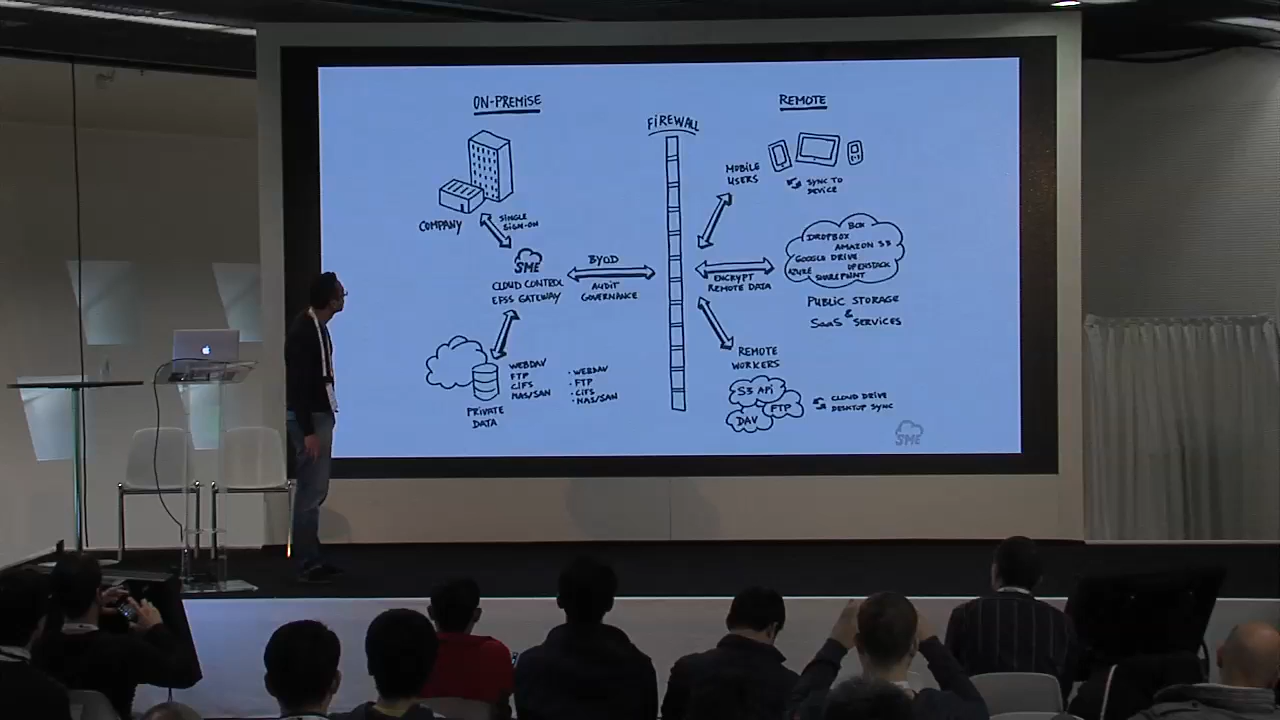 ON-PREMISE
COMPANY
SINGLE
SIGN-ON
SME
CLOUD CONTROL
EFSS GATEWAY
BYOD
AUDIT
GOVERNANCE
WEBDAV
FTP
CIFS
NAS/SAN
• WEBDAV
• FTP
• CIFS
• NAS/SAN
PRIVATE
DATA
FIREWALL
REMOTE
MOBILE
USERS
SYNC TO
DEVICE
BOX
DROPBOX
AMAZON S3
GOOGLE DRIVE
AZURE
OPENSTACK
SHAREPOINT
ENCRYPT
REMOTE DATA
PUBLIC STORAGE
&
SaaS SERVICES
REMOTE
WORKERS
S3 API
FTP
DAV
CLOUD DRIVE
DESKTOP SYNC
SME